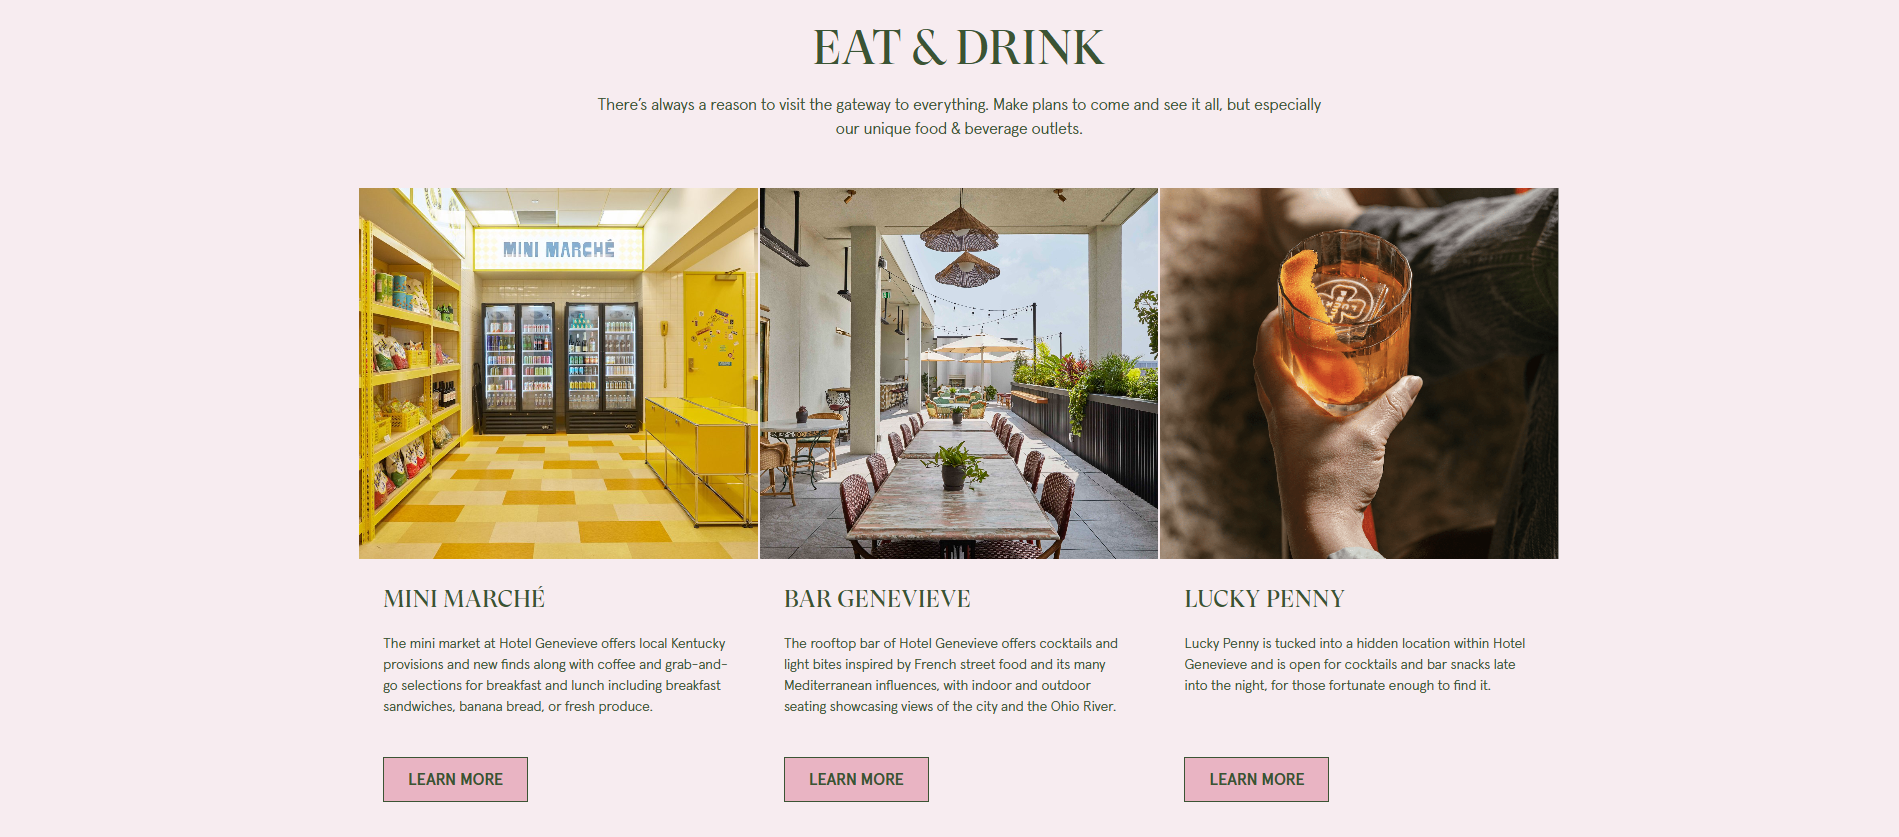 EAT & DRINK
There’s always a reason to visit the gateway to everything. Make plans to come and see it all, but especially
our unique food & beverage outlets.
MINI MARCHÉ
MINI MARCHÉ
The mini market at Hotel Genevieve offers local Kentucky
provisions and new finds along with coffee and grab-and-
go selections for breakfast and lunch including breakfast
sandwiches, banana bread, or fresh produce.
LEARN MORE
BAR GENEVIEVE
The rooftop bar of Hotel Genevieve offers cocktails and
light bites inspired by French street food and its many
Mediterranean influences, with indoor and outdoor
seating showcasing views of the city and the Ohio River.
LEARN MORE
LUCKY PENNY
Lucky Penny is tucked into a hidden location within Hotel
Genevieve and is open for cocktails and bar snacks late
into the night, for those fortunate enough to find it.
LEARN MORE